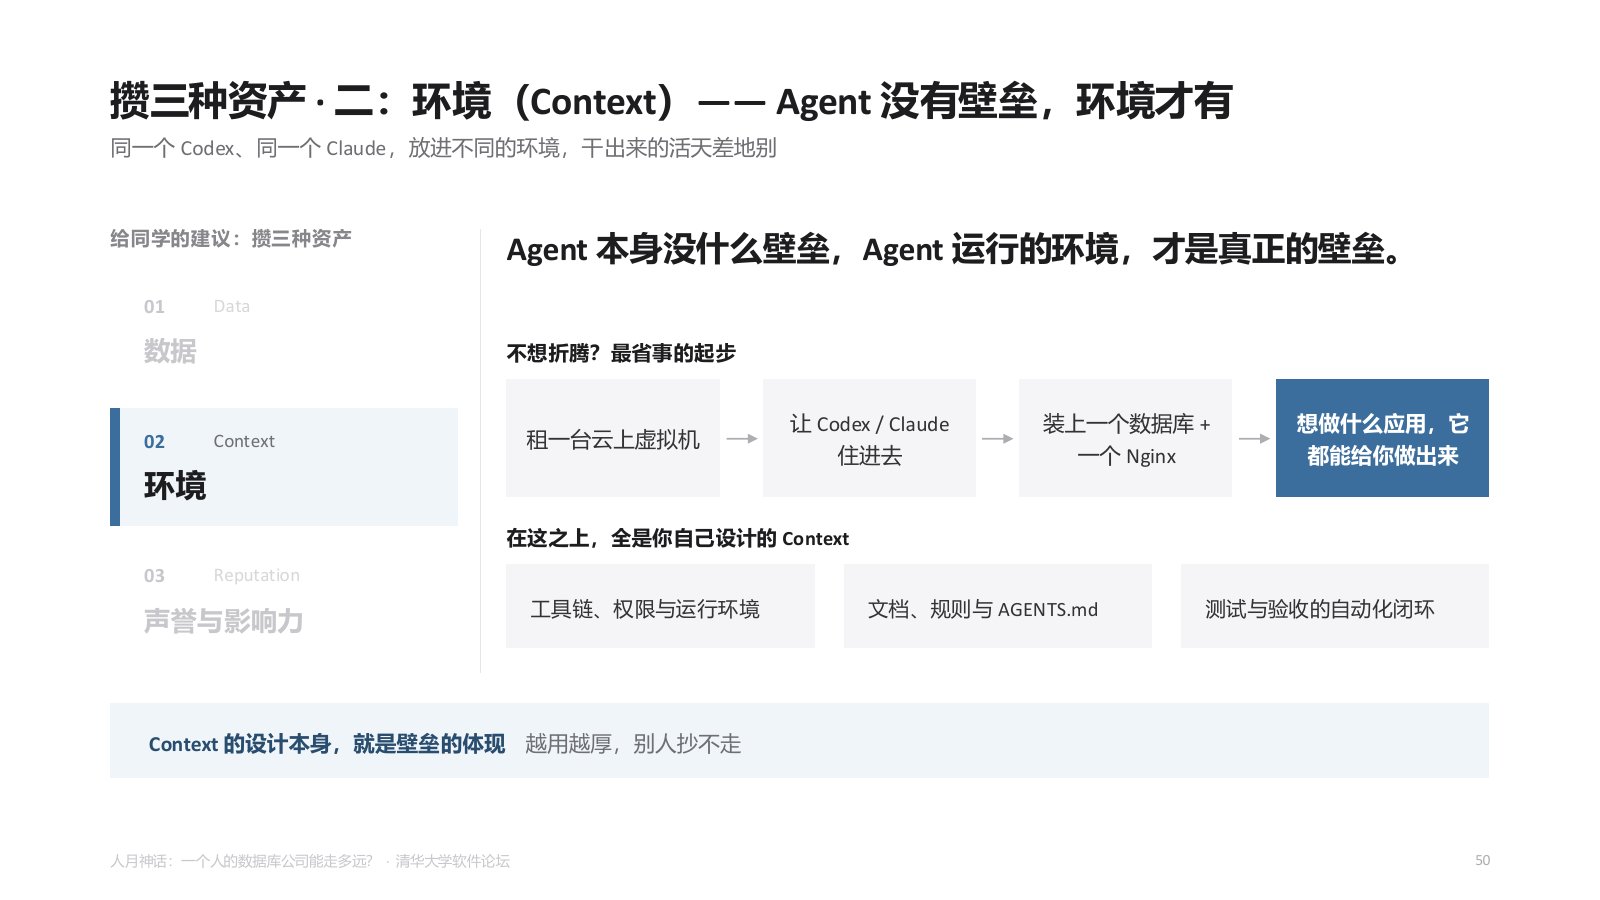 攒三种资产 · 二：环境（Context）—— Agent 没有壁垒，环境才有
同一个 Codex、同一个 Claude，放进不同的环境，干出来的活天差地别
给同学的建议：攒三种资产
01 Data
数据
02 Context
环境
03 Reputation
声誉与影响力
Agent 本身没什么壁垒，Agent 运行的环境，才是真正的壁垒。
不想折腾？最省事的起步
租一台云上虚拟机
让 Codex / Claude
住进去
装上一个数据库 +
一个 Nginx
想做什么应用，它
都能给你做出来
在这之上，全是你自己设计的 Context
工具链、权限与运行环境
文档、规则与 AGENTS.md
测试与验收的自动化闭环
Context 的设计本身，就是壁垒的体现 越用越厚，别人抄不走
人月神话：一个人的数据库公司能走多远？ · 清华大学软件论坛
50